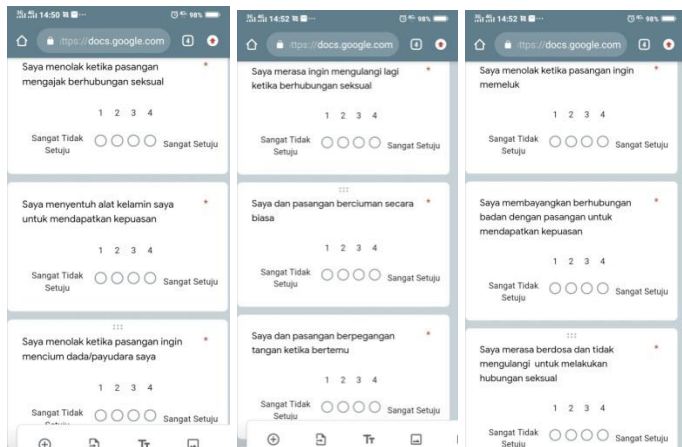 14:50
98%
https://docs.google.com
4
Saya menolak ketika pasangan
mengajak berhubungan seksual
*
1 2 3 4
Sangat Tidak
Setuju
Sangat Setuju
Saya menyentuh alat kelamin saya
untuk mendapatkan kepuasan
*
1 2 3 4
Sangat Tidak
Setuju
Sangat Setuju
Saya menolak ketika pasangan ingin
mencium dada/payudara saya
*
1 2 3 4
Sangat Tidak
Sangat Setuju
Tт
14:52
98%
ttps://docs.google.com
4
Saya merasa ingin mengulangi lagi
ketika berhubungan seksual
*
1 2 3 4
Sangat Tidak
Setuju
Sangat Setuju
Saya dan pasangan berciuman secara
biasa
*
1 2 3 4
Sangat Tidak
Setuju
Sangat Setuju
Saya dan pasangan berpegangan
tangan ketika bertemu
*
1 2 3 4
Sangat Tidak
Setuju
Sangat Setuju
Tт
14:52
98%
ttps://docs.google.com
4
Saya menolak ketika pasangan ingin
memeluk
*
1 2 3 4
Sangat Tidak
Setuju
Sangat Setuju
Saya membayangkan berhubungan
badan dengan pasangan untuk
mendapatkan kepuasan
*
1 2 3 4
Sangat Tidak
Setuju
Sangat Setuju
Saya merasa berdosa dan tidak
mengulangi untuk melakukan
hubungan seksual
*
1 2 3 4
Sangat Tidak
Setuju
Sangat Setuju